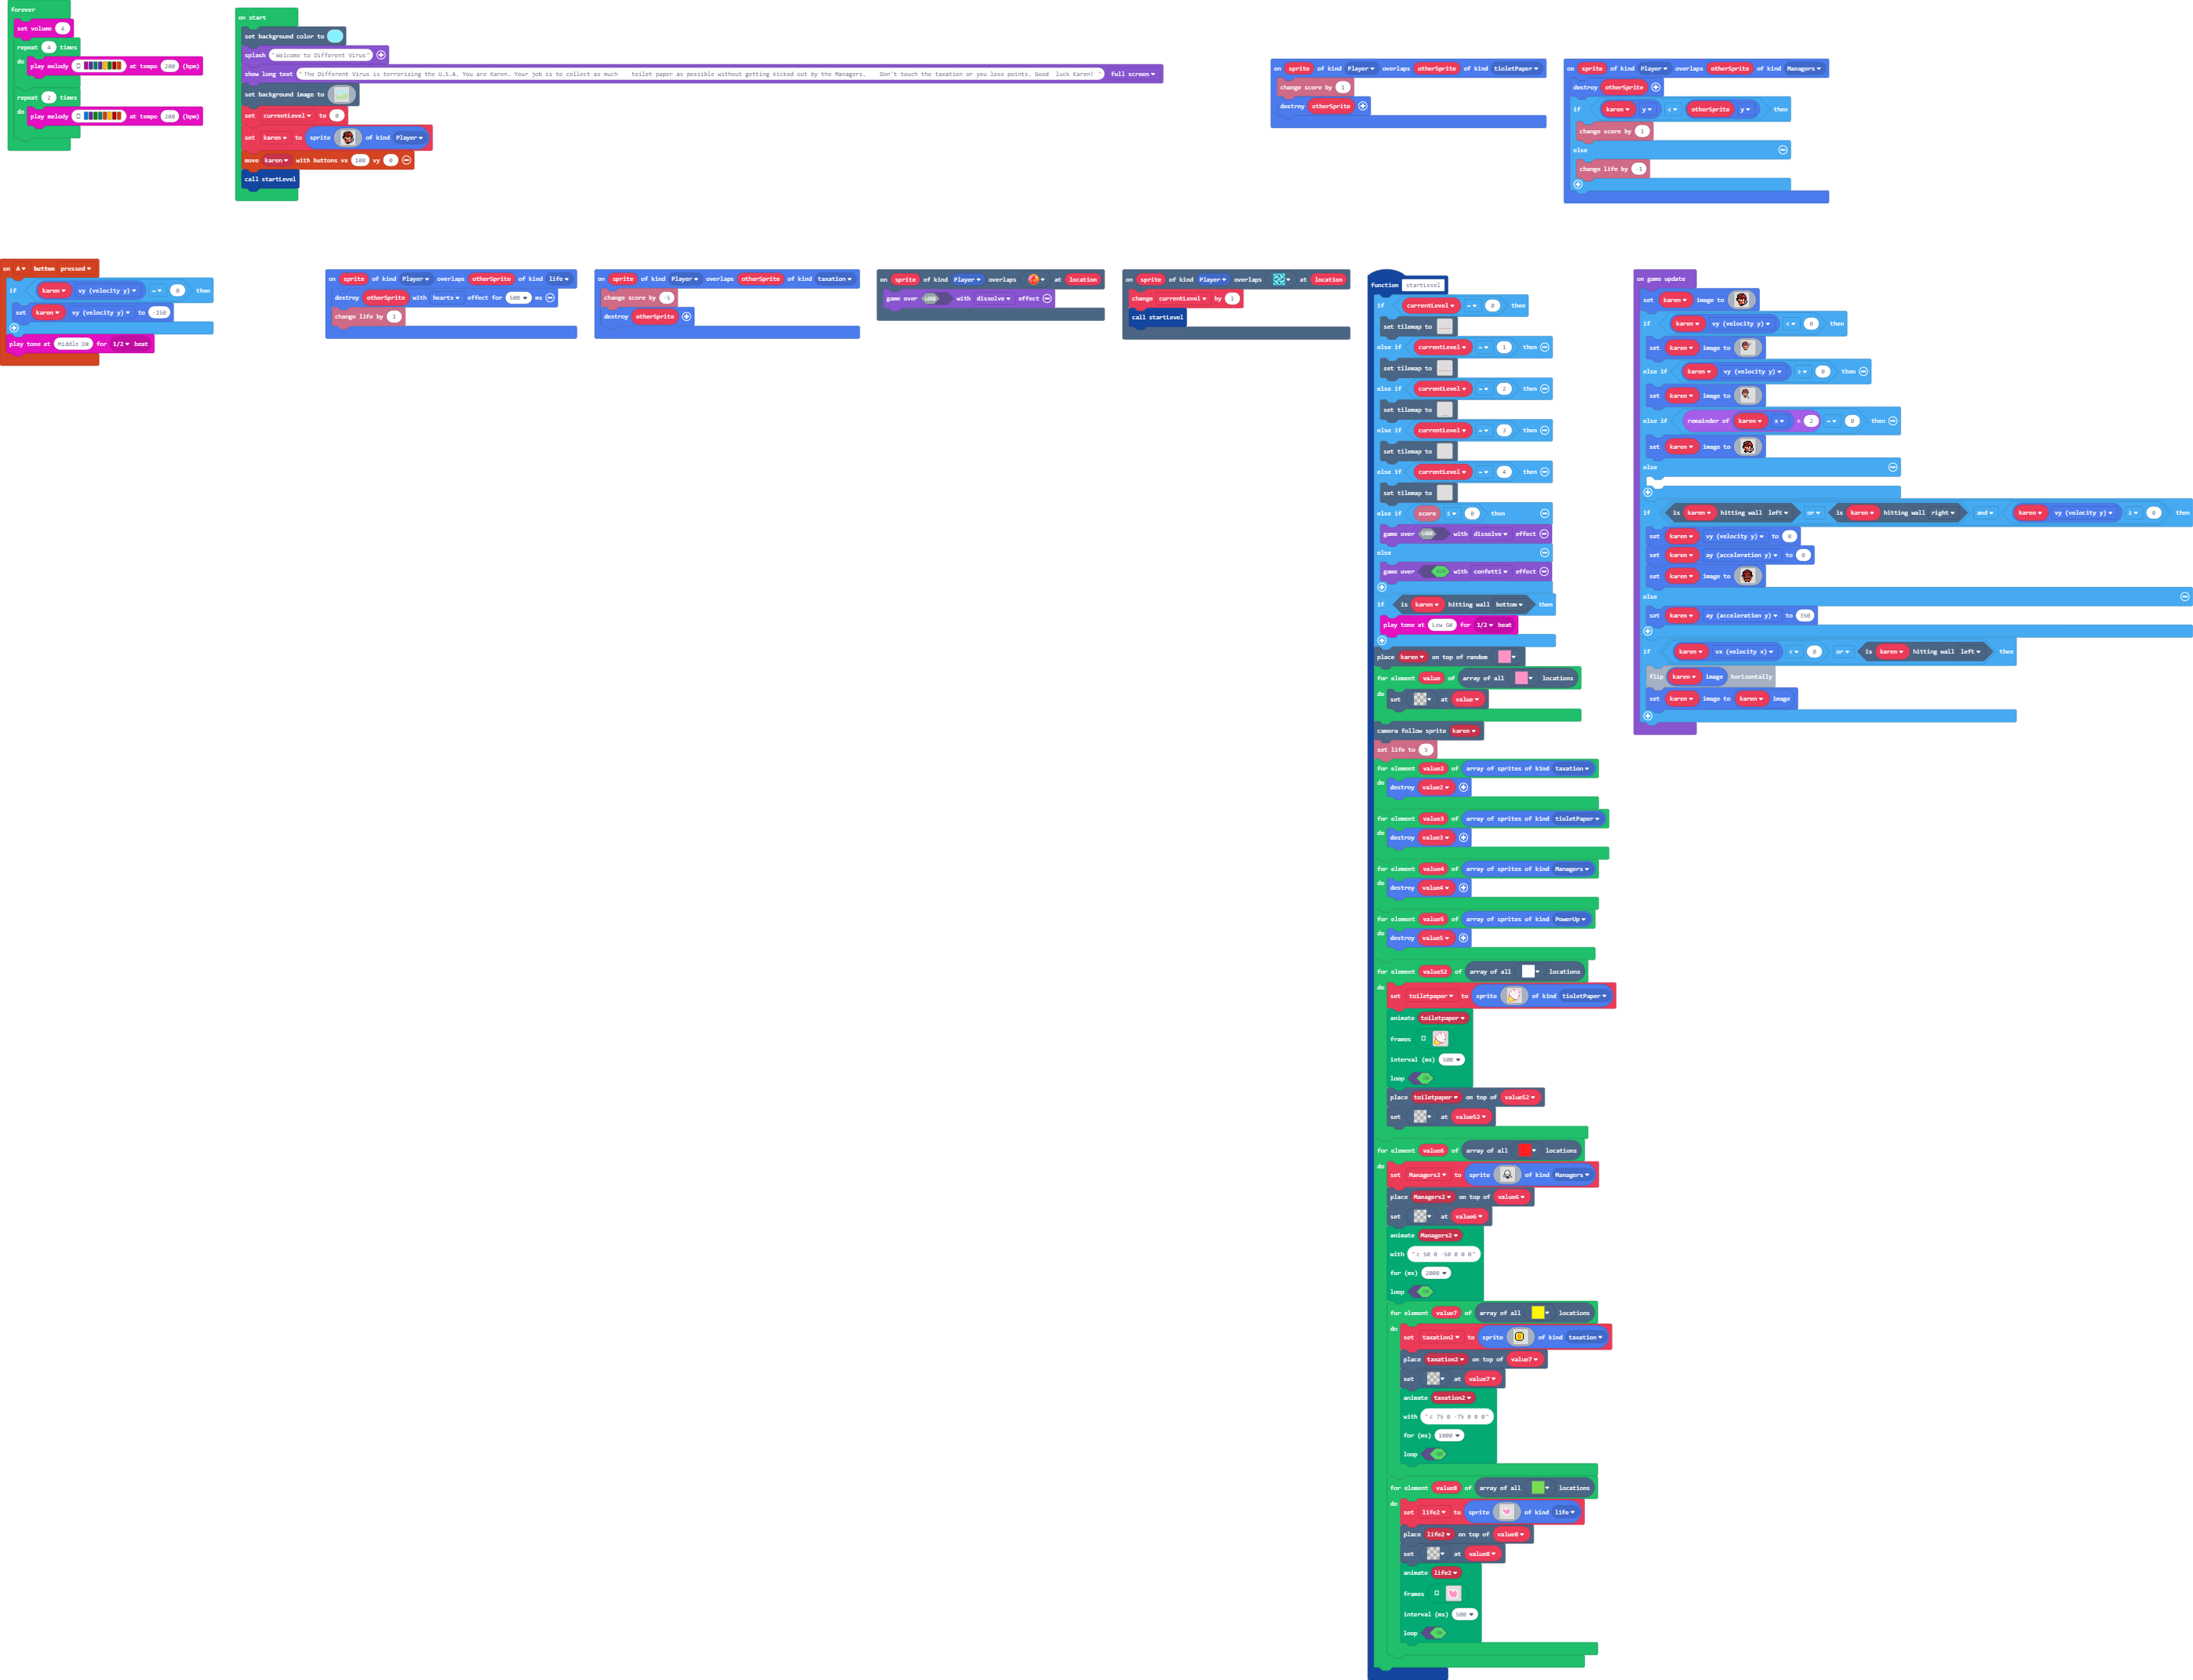 forever
set volume 4
repeat 4 times
do play melody at tempo 200 (bpm)
repeat 2 times
do play melody at tempo 200 (bpm)
on start
set background color to
splash "Welcome to Different Virus"
show long text "The Different Virus is terrorizing the U.S.A. You are Karen. Your job is to collect as much toilet paper as possible without getting kicked out by the Managers. Don't touch the taxation or you lose points. Good luck Karen! " full screen
set background image to
set currentLevel to 0
set karen to sprite of kind Player
move karen with buttons vx 100 vy 0
call startLevel
on sprite of kind Player overlaps otherSprite of kind tioletPaper
change score by 1
destroy otherSprite
on sprite of kind Player overlaps otherSprite of kind Managers
destroy otherSprite
if karen y < otherSprite y then
change score by 1
else
change life by -1
on A button pressed
if karen vy (velocity y) = 0 then
set karen vy (velocity y) to -150
play tone at Middle D# for 1/2 beat
on sprite of kind Player overlaps otherSprite of kind life
destroy otherSprite with hearts effect for 500 ms
change life by 1
on sprite of kind Player overlaps otherSprite of kind taxation
change score by -5
destroy otherSprite
on sprite of kind Player overlaps at location
game over LOSE with dissolve effect
on sprite of kind Player overlaps at location
change currentLevel by 1
call startLevel
function startLevel
if currentLevel = 0 then
set tilemap to
else if currentLevel = 1 then
set tilemap to
else if currentLevel = 2 then
set tilemap to
else if currentLevel = 3 then
set tilemap to
else if currentLevel = 4 then
set tilemap to
else if score ≤ 0 then
game over LOSE with dissolve effect
else
game over WIN with confetti effect
if is karen hitting wall bottom then
play tone at Low G# for 1/2 beat
place karen on top of random
for element value of array of all locations
do set at value
camera follow sprite karen
set life to
for element value2 of array of sprites of kind taxation
do destroy value2
for element value3 of array of sprites of kind tioletPaper
do destroy value3
for element value4 of array of sprites of kind Managers
do destroy value4
for element value5 of array of sprites of kind PowerUp
do destroy value5
for element value52 of array of all locations
do set toiletpaper to sprite of kind tioletPaper
animate toiletpaper
frames
interval (ms) 500
loop ON
place toiletpaper on top of value52
set at value52
for element value6 of array of all locations
do set Managers2 to sprite of kind Managers
place Managers2 on top of value6
set at value6
animate Managers2
with "c 50 0 -50 0 0 0"
for (ms) 2000
loop ON
for element value7 of array of all locations
do set taxation2 to sprite of kind taxation
place taxation2 on top of value7
set at value7
animate taxation2
with "c 75 0 -75 0 0 0"
for (ms) 1000
loop ON
for element value8 of array of all locations
do set life2 to sprite of kind life
place life2 on top of value8
set at value8
animate life2
frames
interval (ms) 500
loop ON
on game update
set karen image to
if karen vy (velocity y) < 0 then
set karen image to
else if karen vy (velocity y) > 0 then
set karen image to
else if remainder of karen x ÷ 2 = 0 then
set karen image to
else
if is karen hitting wall left or is karen hitting wall right and karen vy (velocity y) ≥ 0 then
set karen vy (velocity y) to 0
set karen ay (acceleration y) to 0
set karen image to
else
set karen ay (acceleration y) to 350
if karen vx (velocity x) < 0 or is karen hitting wall left then
flip karen image horizontally
set karen image to karen image